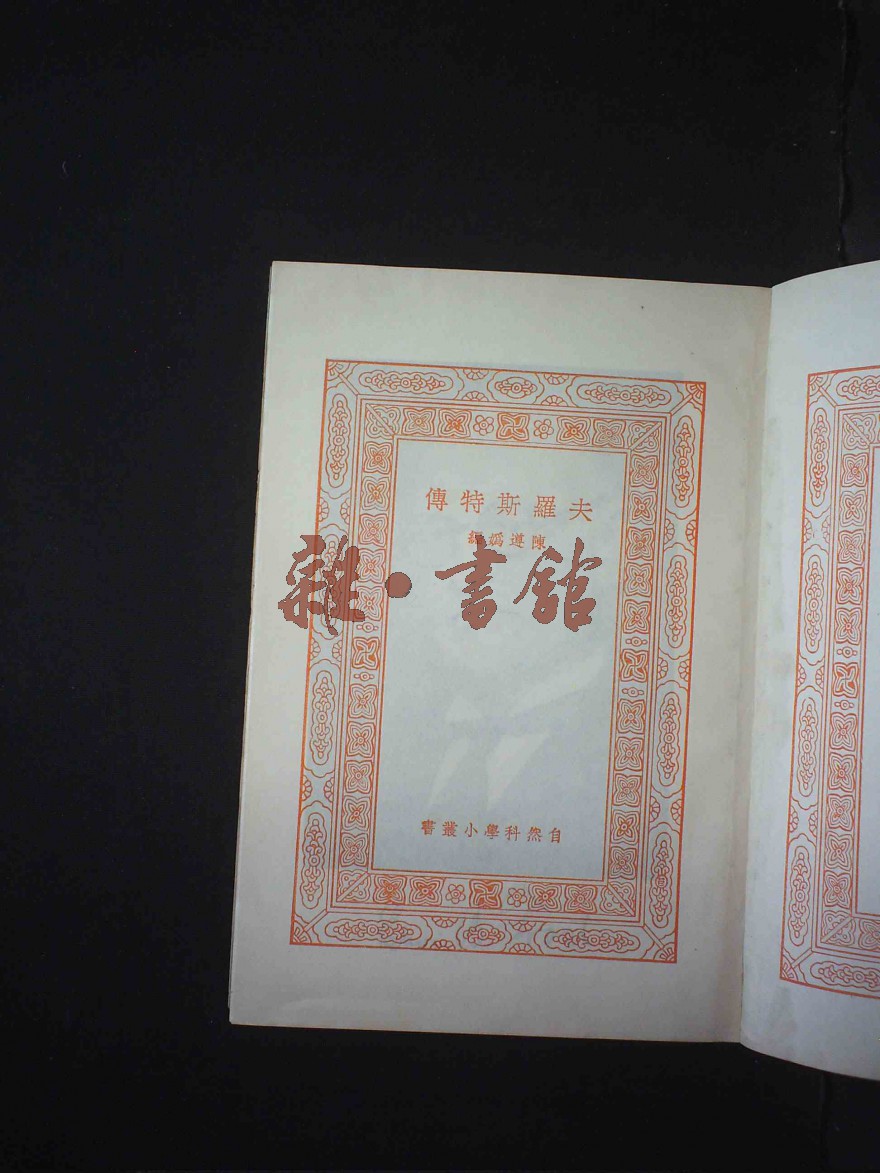 夫羅斯特傳
陳遵媯編
雜·書館
自然科學小叢書